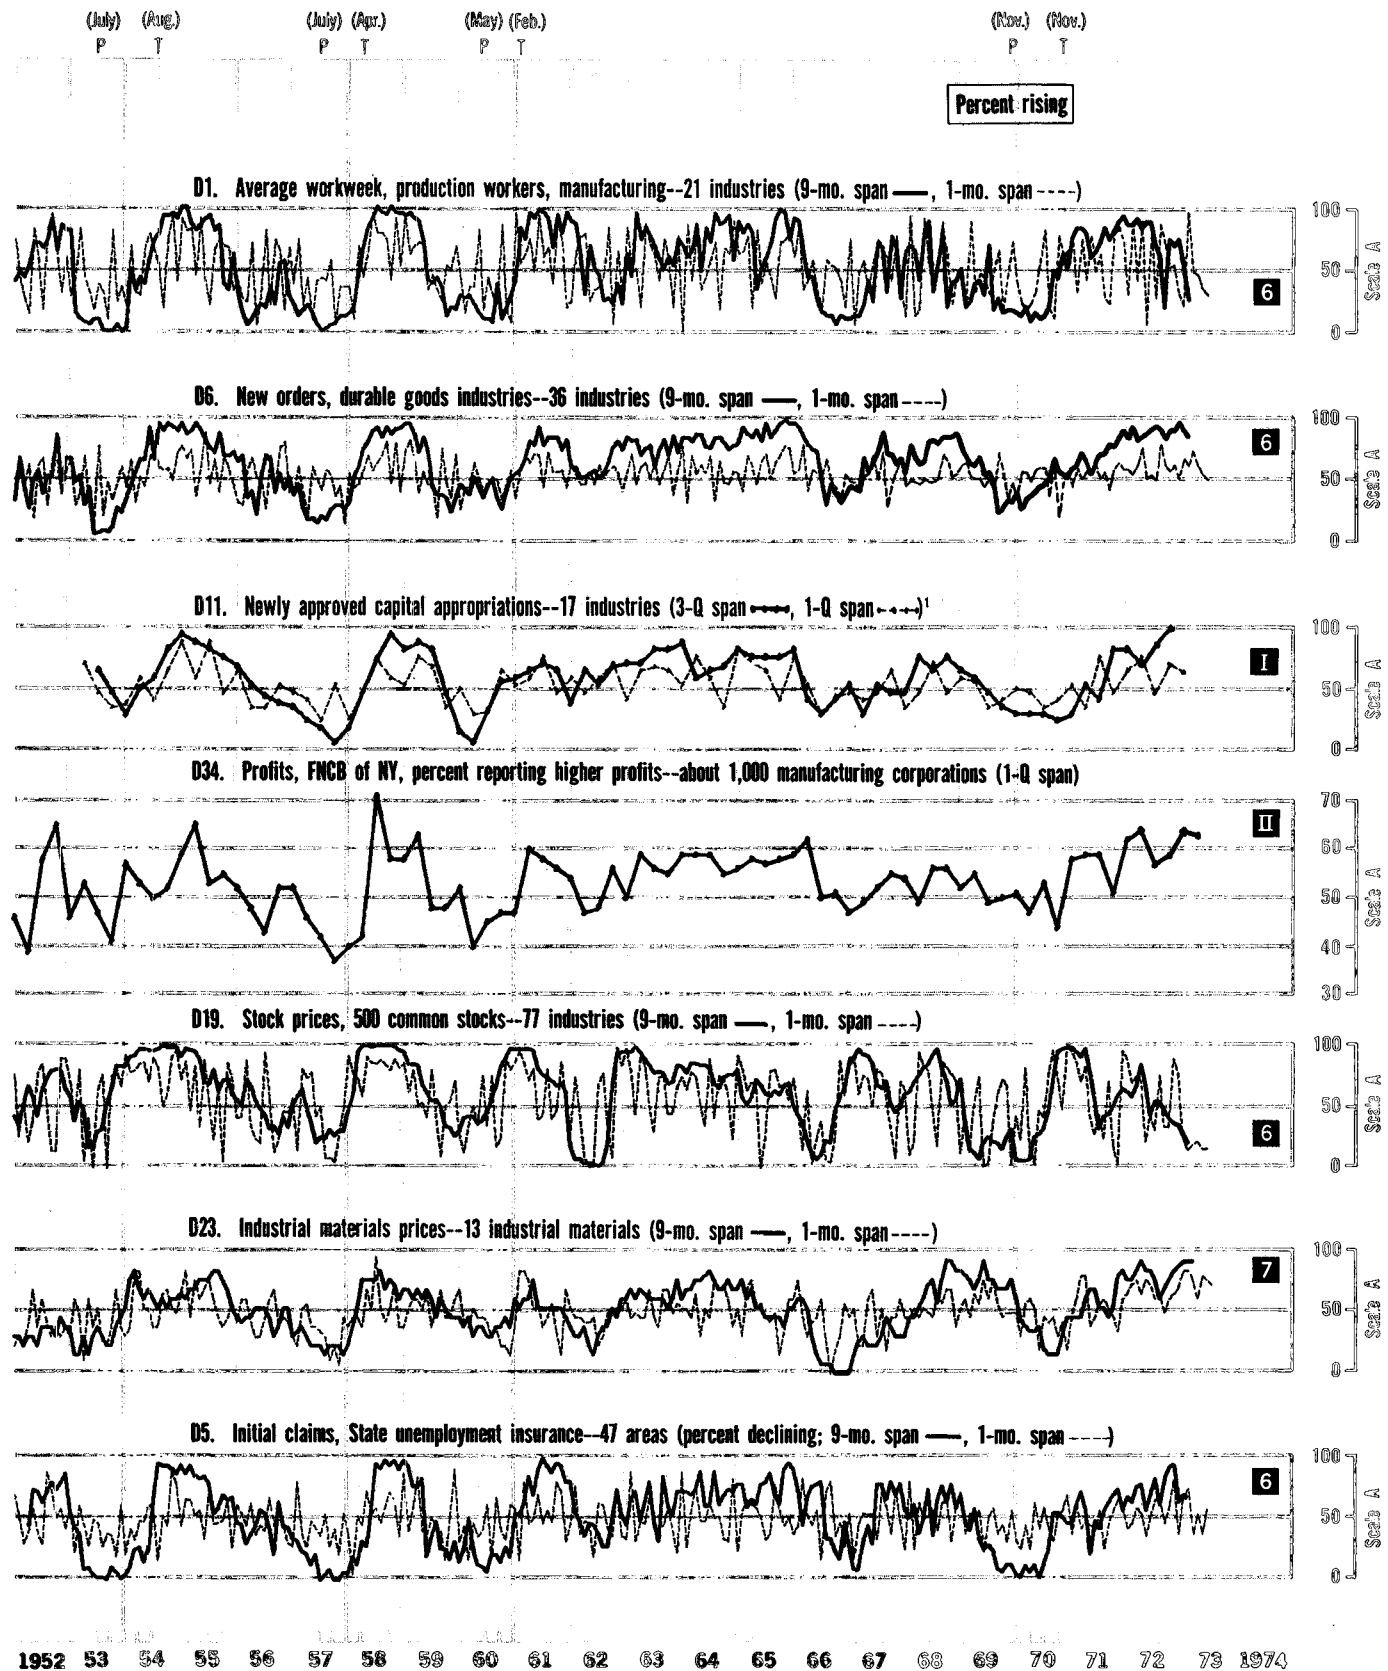 (July) (Aug.) (July) (Apr.) (May) (Feb.) (Nov.) (Nov.)
P T P T P T P T
Percent rising
D1. Average workweek, production workers, manufacturing--21 industries (9-mo. span ——, 1-mo. span ----)
100
50
0
Scale A
6
D6. New orders, durable goods industries--36 industries (9-mo. span ——, 1-mo. span ----)
100
50
0
Scale A
6
D11. Newly approved capital appropriations--17 industries (3-Q span, 1-Q span)¹
100
50
0
Scale A
I
D34. Profits, FNCB of NY, percent reporting higher profits--about 1,000 manufacturing corporations (1-Q span)
70
60
50
40
30
Scale A
II
D19. Stock prices, 500 common stocks--77 industries (9-mo. span ——, 1-mo. span ----)
100
50
0
Scale A
6
D23. Industrial materials prices--13 industrial materials (9-mo. span ——, 1-mo. span ----)
100
50
0
Scale A
7
D5. Initial claims, State unemployment insurance--47 areas (percent declining; 9-mo. span ——, 1-mo. span ----)
100
50
0
Scale A
6
1952 53 54 55 56 57 58 59 60 61 62 63 64 65 66 67 68 69 70 71 72 73 1974